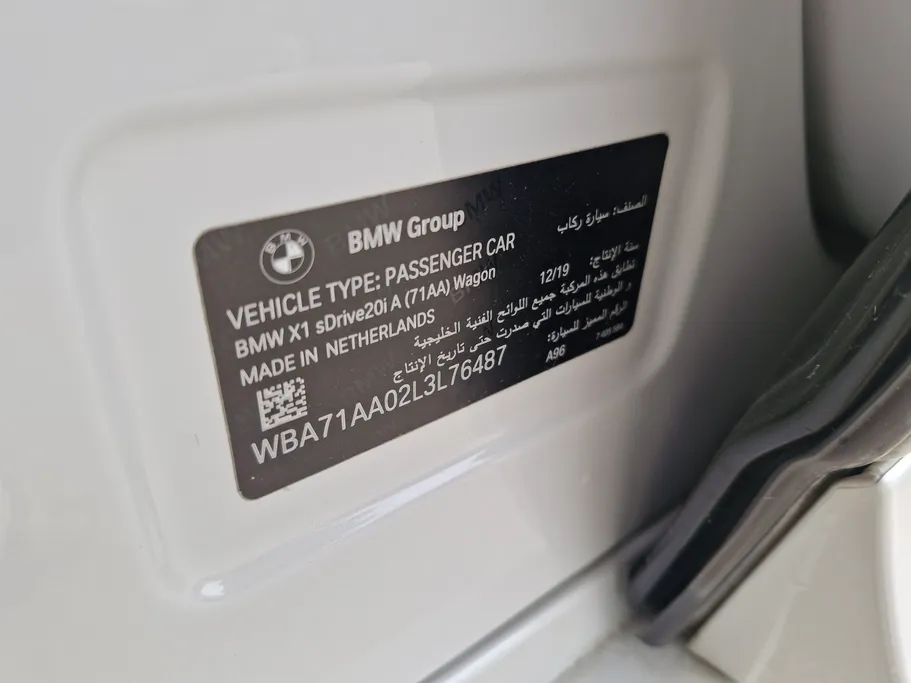 BMW
BMW Group
VEHICLE TYPE: PASSENGER CAR
الصنف: سيارة ركاب
BMW X1 sDrive20i A (71AA) Wagon
12/19 سنة الإنتاج:
MADE IN NETHERLANDS
تطابق هذه المركبة جميع اللوائح الفنية الخليجية
و الوطنية للسيارات التي صدرت حتى تاريخ الإنتاج
الرقم المميز للسيارة:
WBA71AA02L3L76487
A96